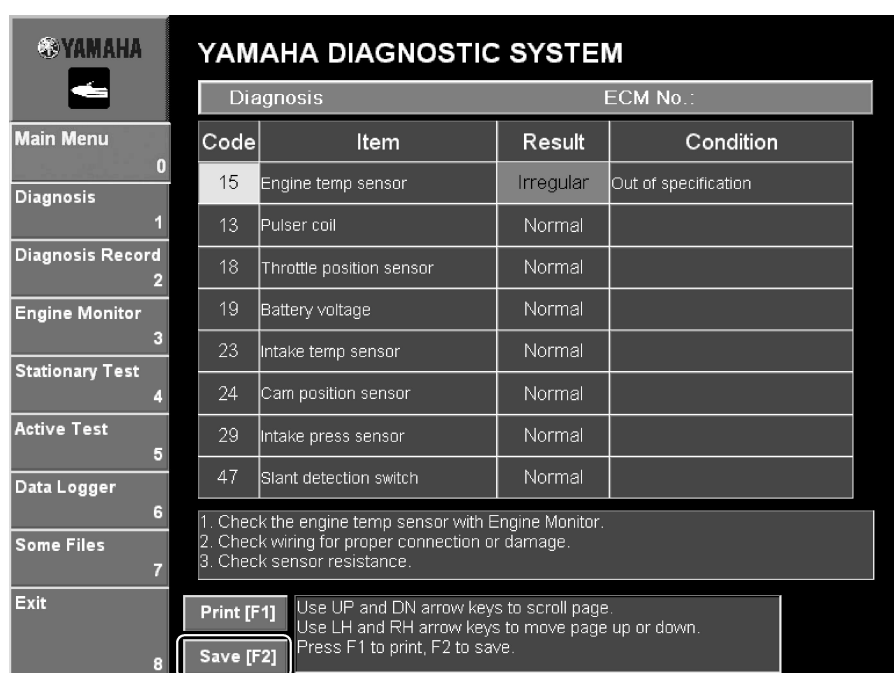 YAMAHA
YAMAHA DIAGNOSTIC SYSTEM
Diagnosis ECM No.:
Main Menu
0
Diagnosis
1
Diagnosis Record
2
Engine Monitor
3
Stationary Test
4
Active Test
5
Data Logger
6
Some Files
7
Exit
8
Code Item Result Condition
15 Engine temp sensor Irregular Out of specification
13 Pulser coil Normal
18 Throttle position sensor Normal
19 Battery voltage Normal
23 Intake temp sensor Normal
24 Cam position sensor Normal
29 Intake press sensor Normal
47 Slant detection switch Normal
1. Check the engine temp sensor with Engine Monitor.
2. Check wiring for proper connection or damage.
3. Check sensor resistance.
Print [F1]
Save [F2]
Use UP and DN arrow keys to scroll page.
Use LH and RH arrow keys to move page up or down.
Press F1 to print, F2 to save.